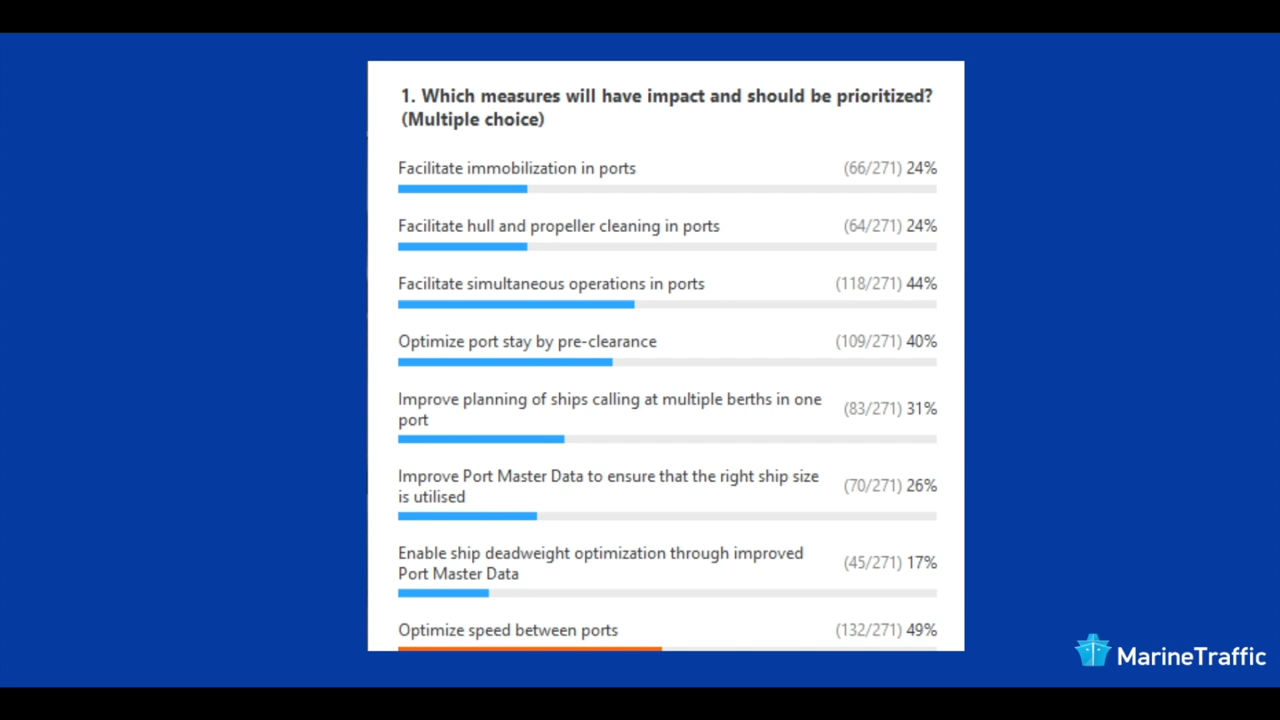 1. Which measures will have impact and should be prioritized?
(Multiple choice)
Facilitate immobilization in ports (66/271) 24%
Facilitate hull and propeller cleaning in ports (64/271) 24%
Facilitate simultaneous operations in ports (118/271) 44%
Optimize port stay by pre-clearance (109/271) 40%
Improve planning of ships calling at multiple berths in one
port
(83/271) 31%
Improve Port Master Data to ensure that the right ship size
is utilised
(70/271) 26%
Enable ship deadweight optimization through improved
Port Master Data
(45/271) 17%
Optimize speed between ports (132/271) 49%
MarineTraffic